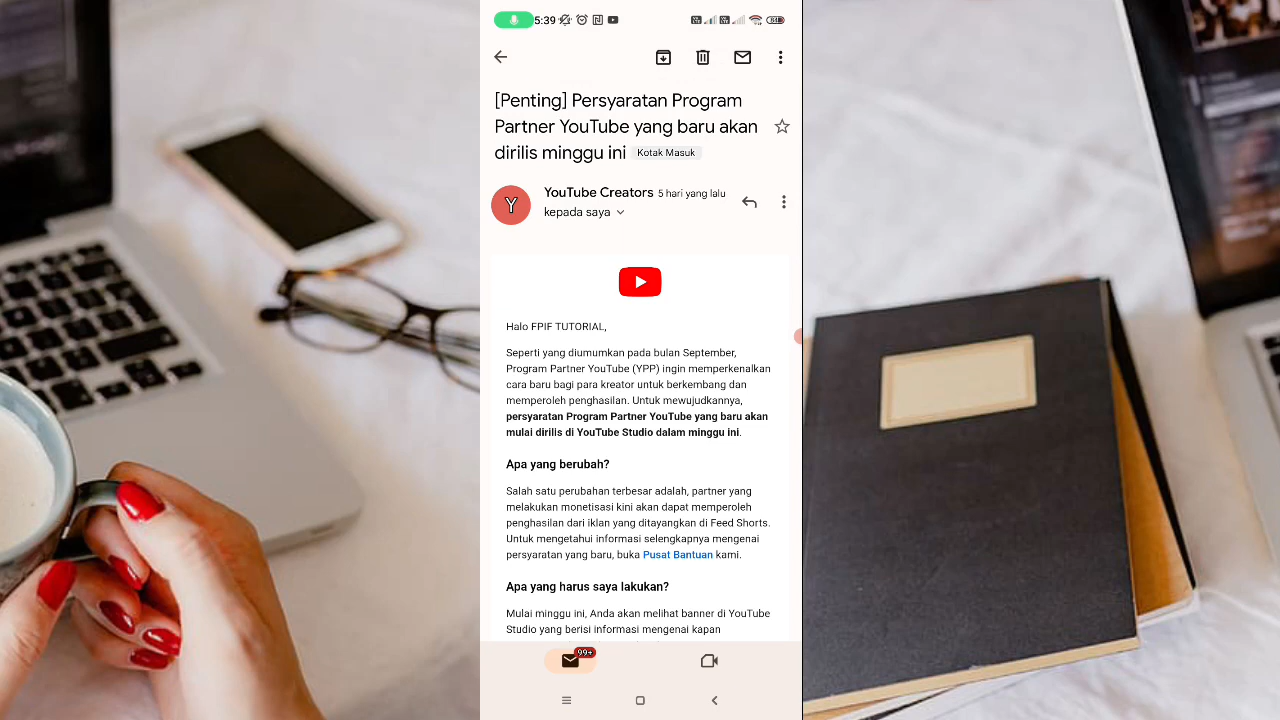 5:39
84
[Penting] Persyaratan Program
Partner YouTube yang baru akan
dirilis minggu ini Kotak Masuk
Y
YouTube Creators 5 hari yang lalu
kepada saya
Halo FPIF TUTORIAL,
Seperti yang diumumkan pada bulan September,
Program Partner YouTube (YPP) ingin memperkenalkan
cara baru bagi para kreator untuk berkembang dan
memperoleh penghasilan. Untuk mewujudkannya,
persyaratan Program Partner YouTube yang baru akan
mulai dirilis di YouTube Studio dalam minggu ini.
Apa yang berubah?
Salah satu perubahan terbesar adalah, partner yang
melakukan monetisasi kini akan dapat memperoleh
penghasilan dari iklan yang ditayangkan di Feed Shorts.
Untuk mengetahui informasi selengkapnya mengenai
persyaratan yang baru, buka Pusat Bantuan kami.
Apa yang harus saya lakukan?
Mulai minggu ini, Anda akan melihat banner di YouTube
Studio yang berisi informasi mengenai kapan
99+